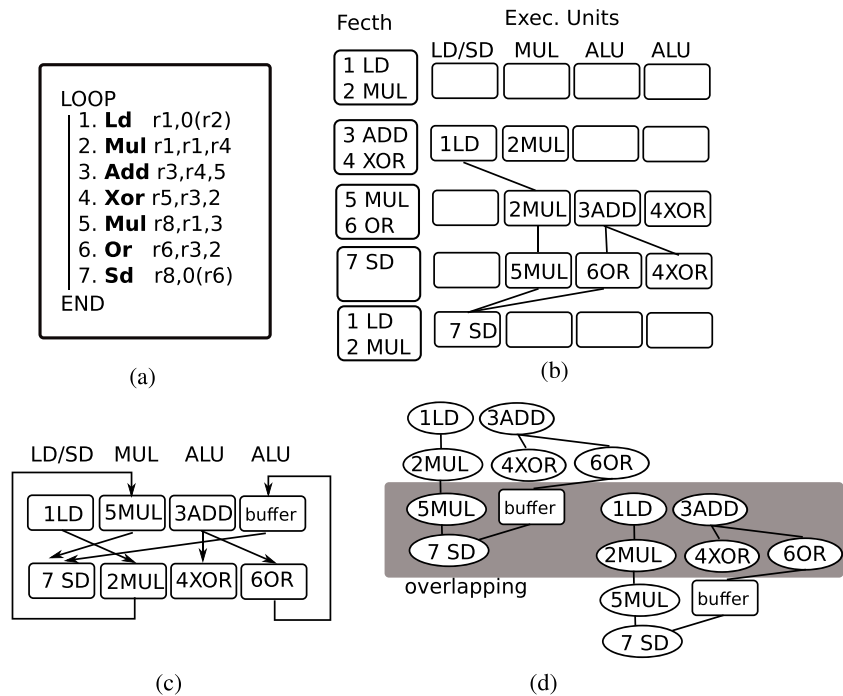 LOOP
1. Ld r1,0(r2)
2. Mul r1,r1,r4
3. Add r3,r4,5
4. Xor r5,r3,2
5. Mul r8,r1,3
6. Or r6,r3,2
7. Sd r8,0(r6)
END
(a)
Fecth
Exec. Units
LD/SD MUL ALU ALU
1 LD
2 MUL
3 ADD
4 XOR
1LD 2MUL
5 MUL
6 OR
2MUL 3ADD 4XOR
7 SD
5MUL 6OR 4XOR
1 LD
2 MUL
7 SD
(b)
LD/SD MUL ALU ALU
1LD 5MUL 3ADD buffer
7 SD 2MUL 4XOR 6OR
(c)
1LD 3ADD
2MUL 4XOR 6OR
5MUL buffer 1LD 3ADD
7 SD 2MUL 4XOR 6OR
overlapping
5MUL buffer
7 SD
(d)